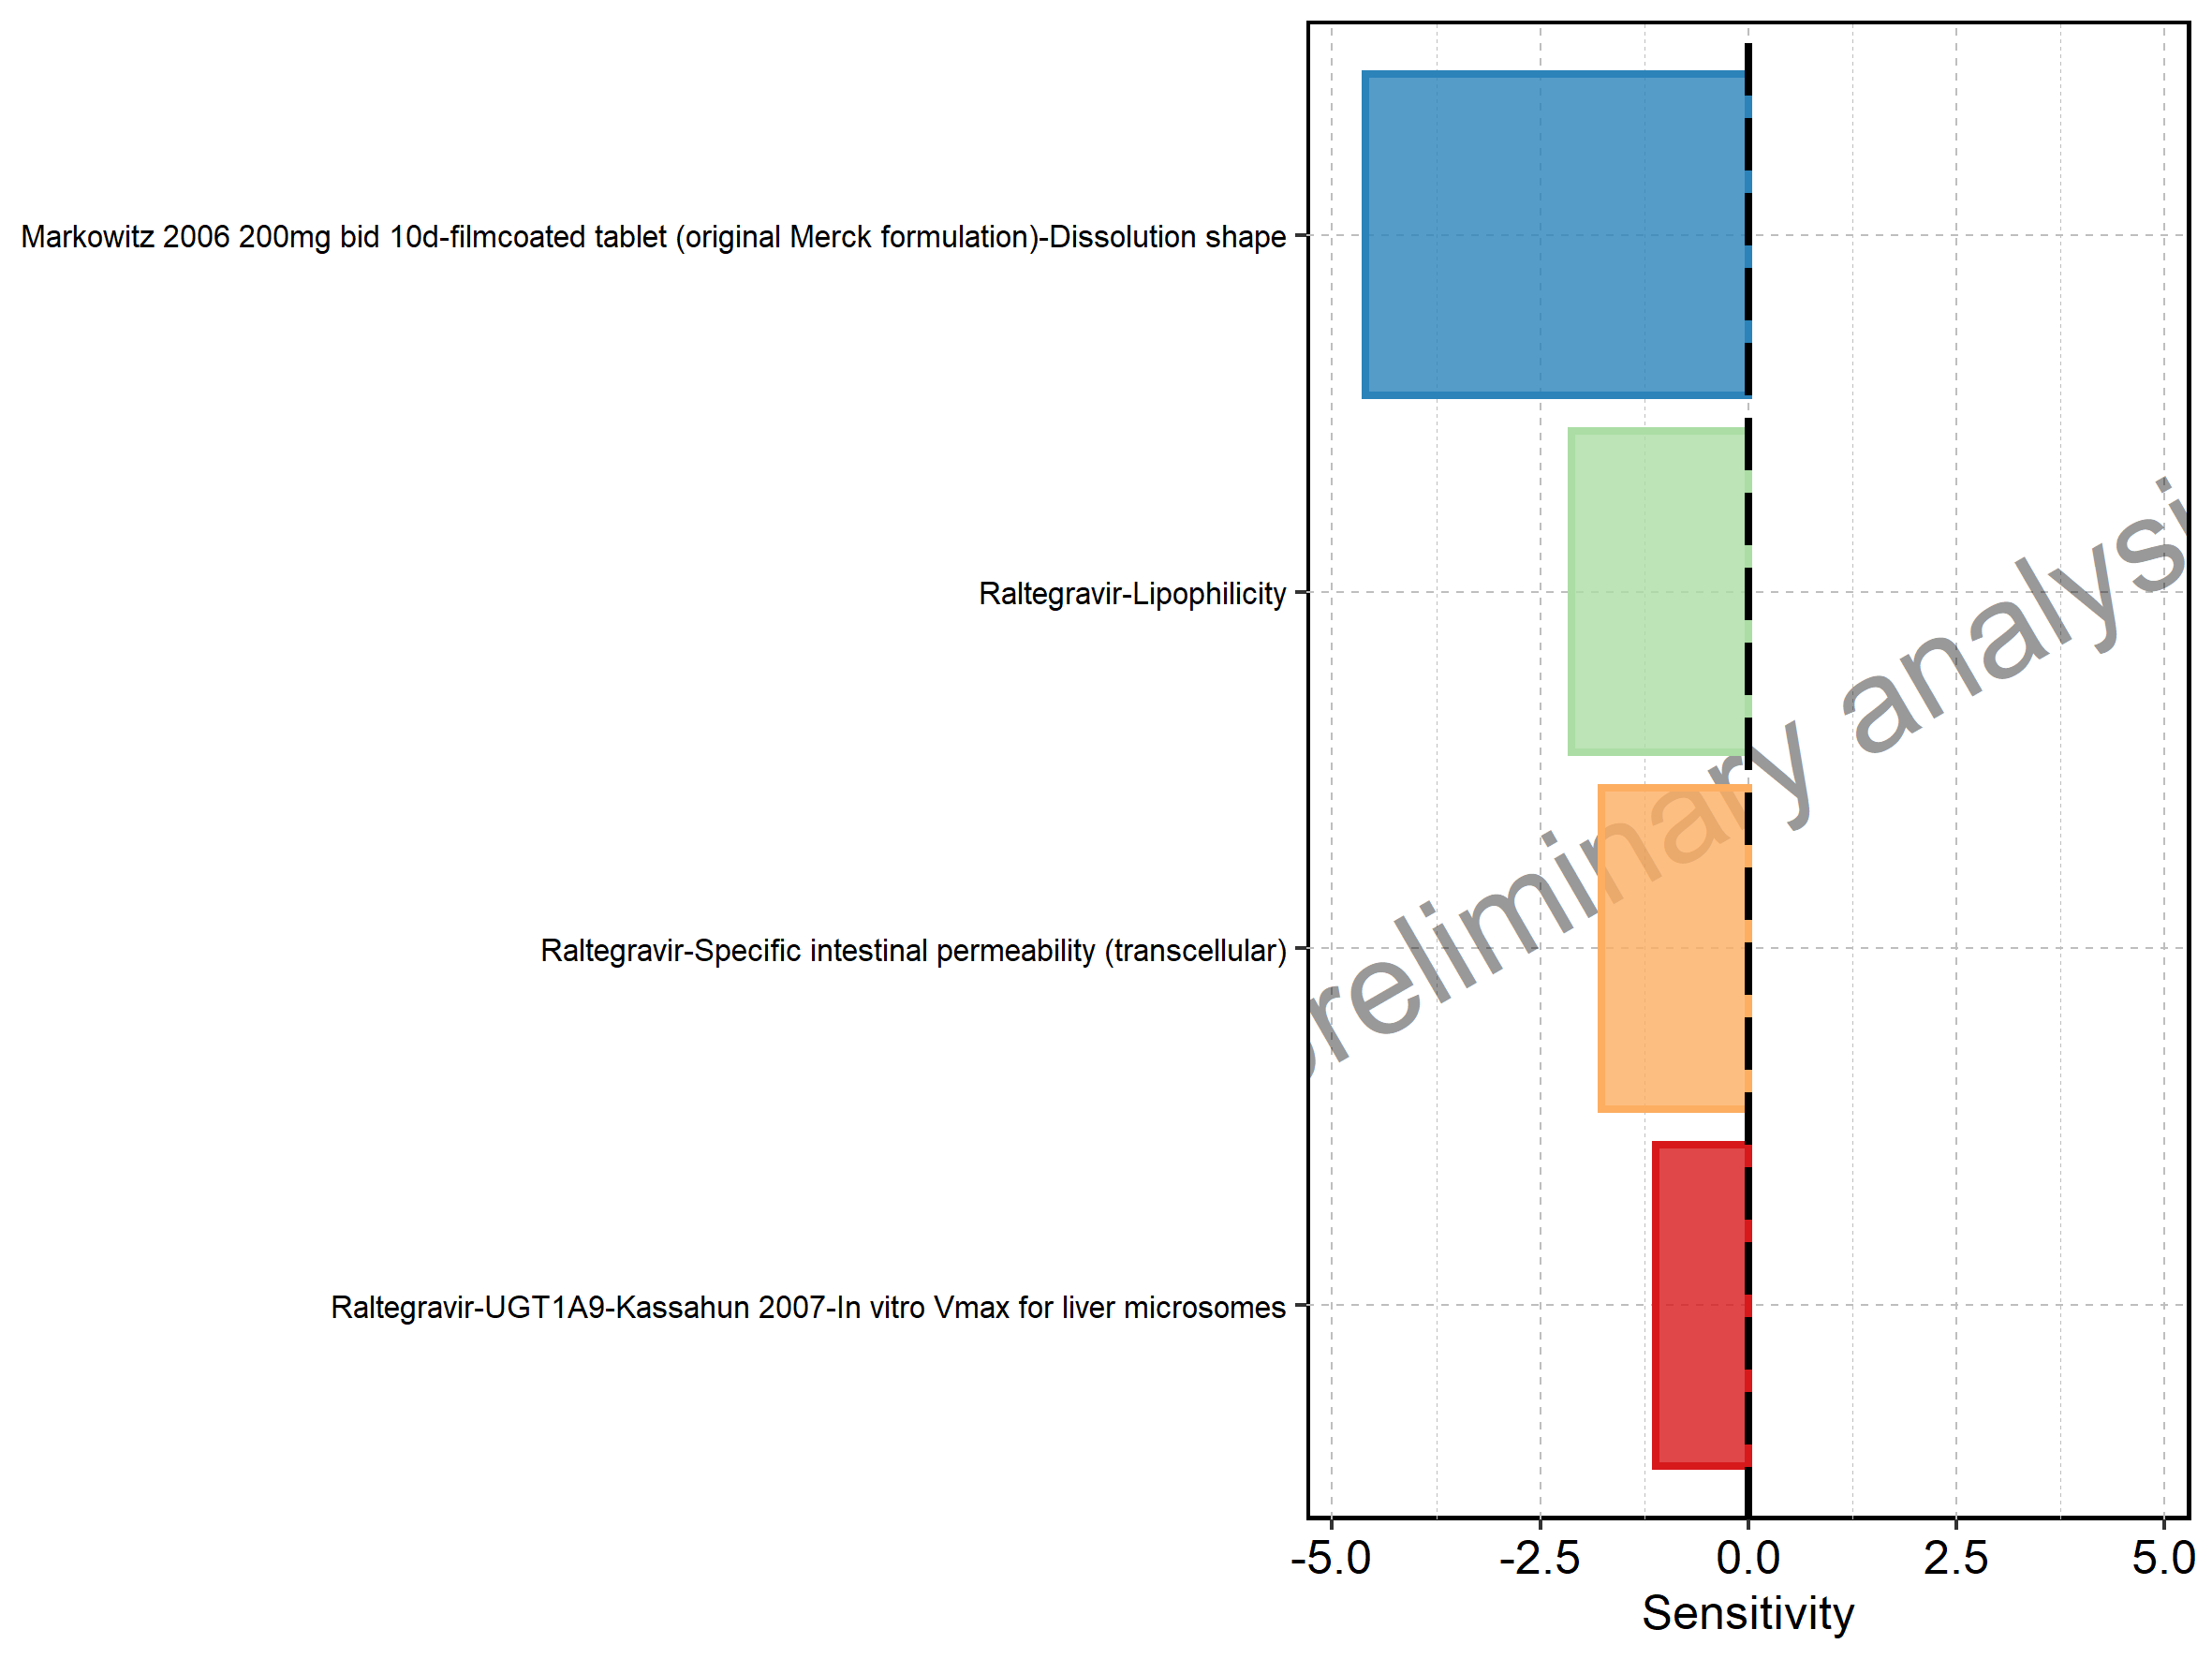 Markowitz 2006 200mg bid 10d-filmcoated tablet (original Merck formulation)-Dissolution shape
Raltegravir-Lipophilicity
Raltegravir-Specific intestinal permeability (transcellular)
Raltegravir-UGT1A9-Kassahun 2007-In vitro Vmax for liver microsomes
preliminary analysi
-5.0 -2.5 0.0 2.5 5.0
Sensitivity